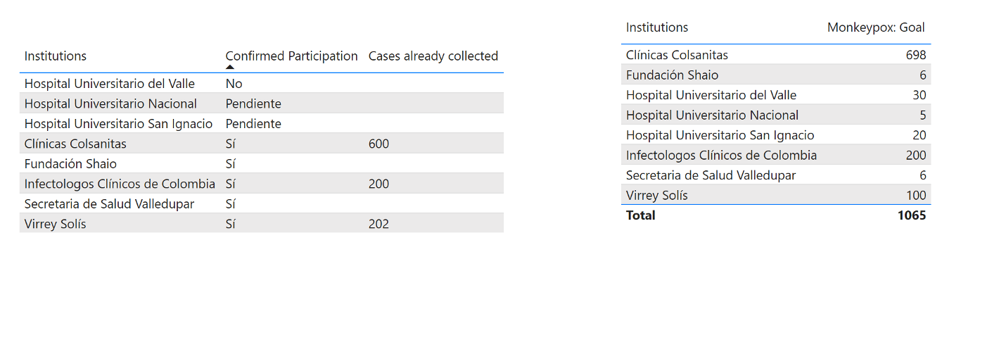 Institutions Confirmed Participation Cases already collected
Hospital Universitario del Valle No
Hospital Universitario Nacional Pendiente
Hospital Universitario San Ignacio Pendiente
Clínicas Colsanitas Sí 600
Fundación Shaio Sí
Infectologos Clínicos de Colombia Sí 200
Secretaria de Salud Valledupar Sí
Virrey Solís Sí 202
Institutions Monkeypox: Goal
Clínicas Colsanitas 698
Fundación Shaio 6
Hospital Universitario del Valle 30
Hospital Universitario Nacional 5
Hospital Universitario San Ignacio 20
Infectologos Clínicos de Colombia 200
Secretaria de Salud Valledupar 6
Virrey Solís 100
Total 1065